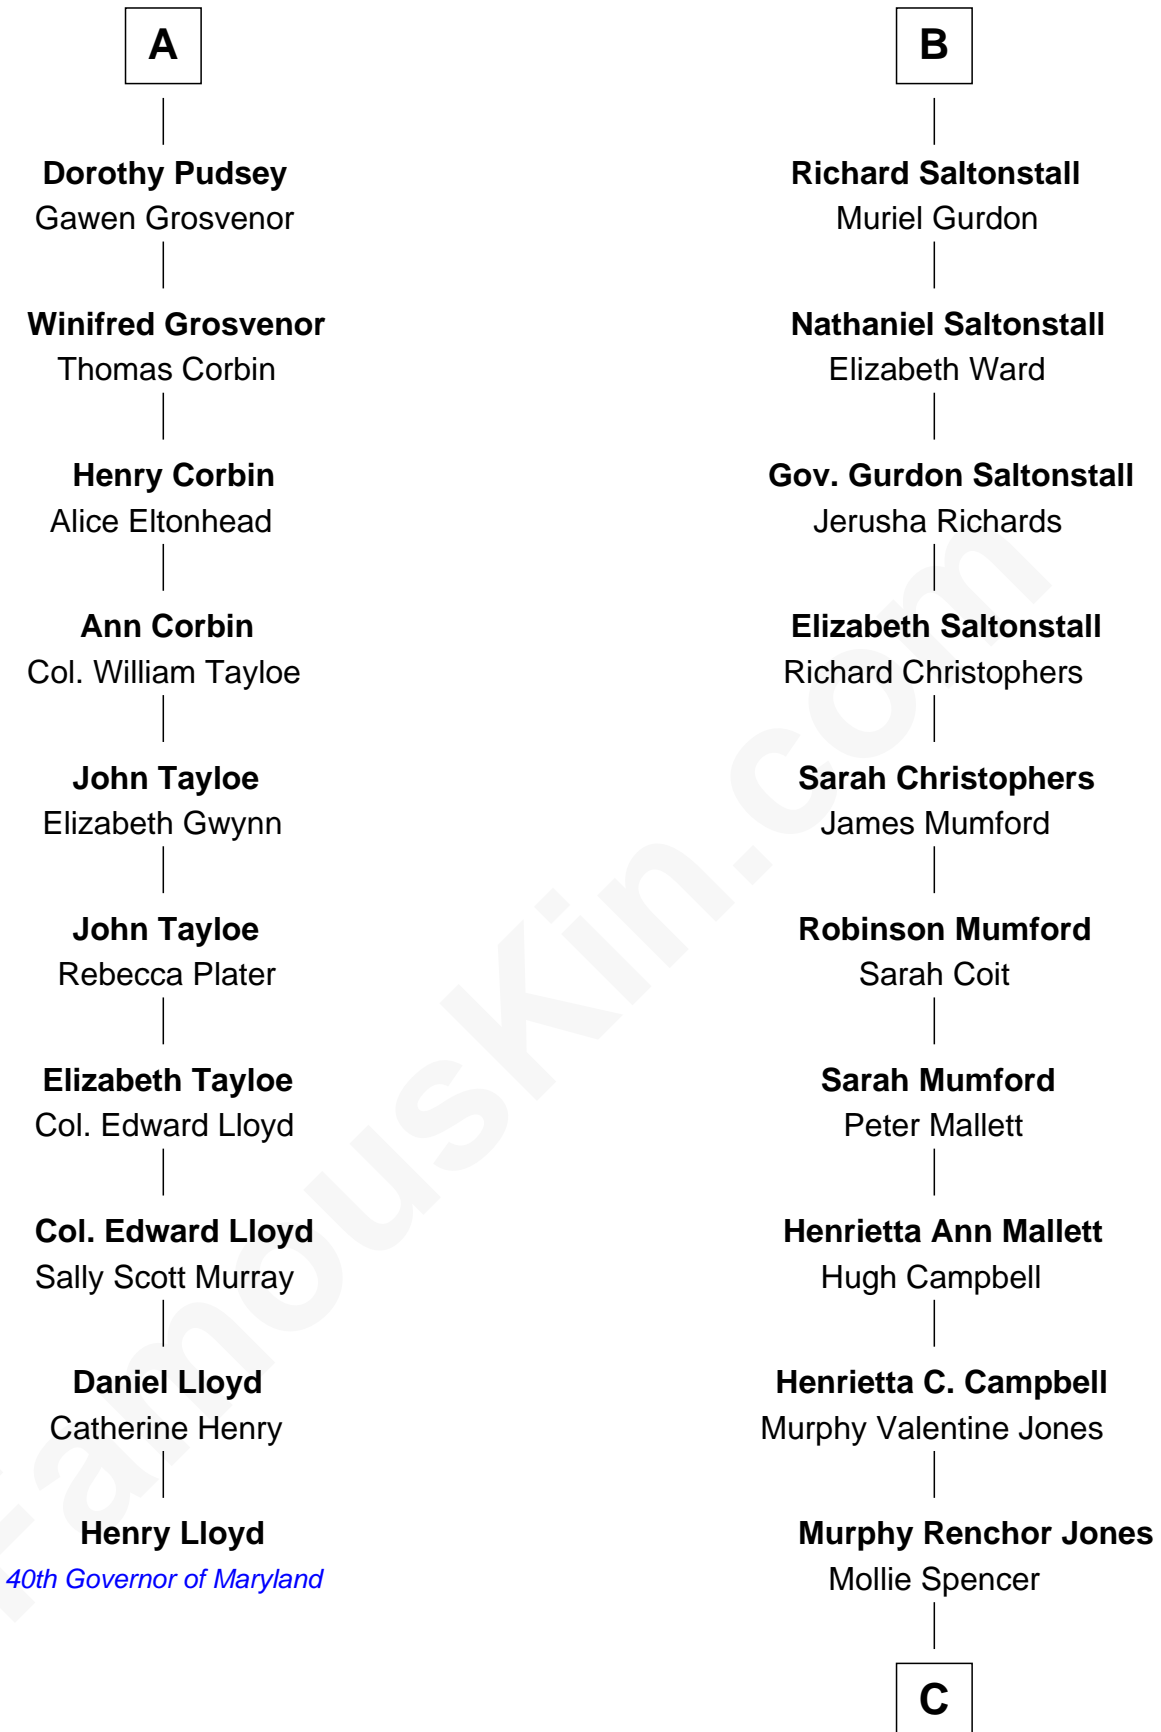 A
Dorothy Pudsey
Gawen Grosvenor
Winifred Grosvenor
Thomas Corbin
Henry Corbin
Alice Eltonhead
Ann Corbin
Col. William Tayloe
John Tayloe
Elizabeth Gwynn
John Tayloe
Rebecca Plater
Elizabeth Tayloe
Col. Edward Lloyd
Col. Edward Lloyd
Sally Scott Murray
Daniel Lloyd
Catherine Henry
Henry Lloyd
40th Governor of Maryland
B
Richard Saltonstall
Muriel Gurdon
Nathaniel Saltonstall
Elizabeth Ward
Gov. Gurdon Saltonstall
Jerusha Richards
Elizabeth Saltonstall
Richard Christophers
Sarah Christophers
James Mumford
Robinson Mumford
Sarah Coit
Sarah Mumford
Peter Mallett
Henrietta Ann Mallett
Hugh Campbell
Henrietta C. Campbell
Murphy Valentine Jones
Murphy Renchor Jones
Mollie Spencer
C
FamousKin.com